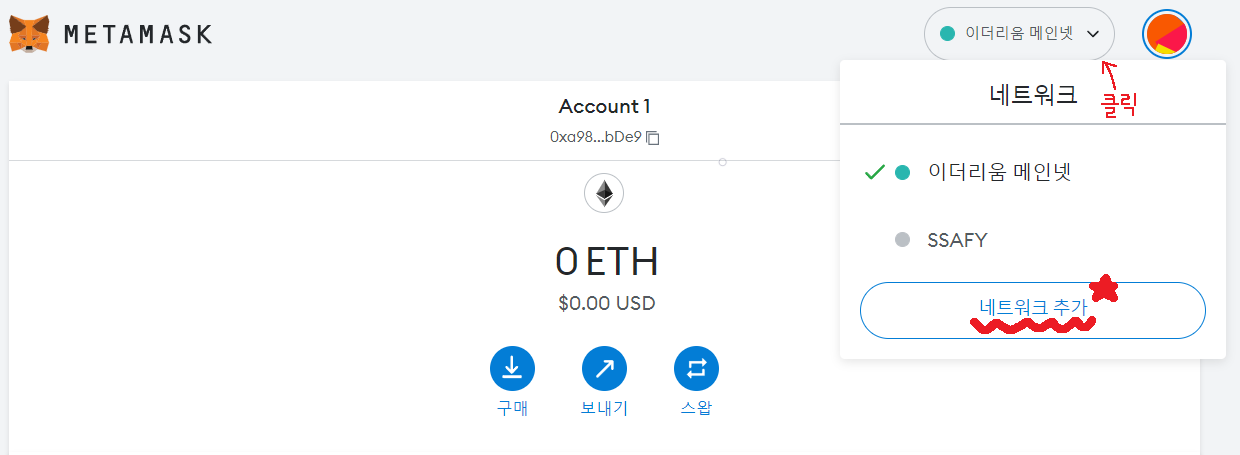 METAMASK
이더리움 메인넷
클릭
네트워크
이더리움 메인넷
SSAFY
네트워크 추가
Account 1
0xa98...bDe9
0 ETH
$0.00 USD
구매 보내기 스왑